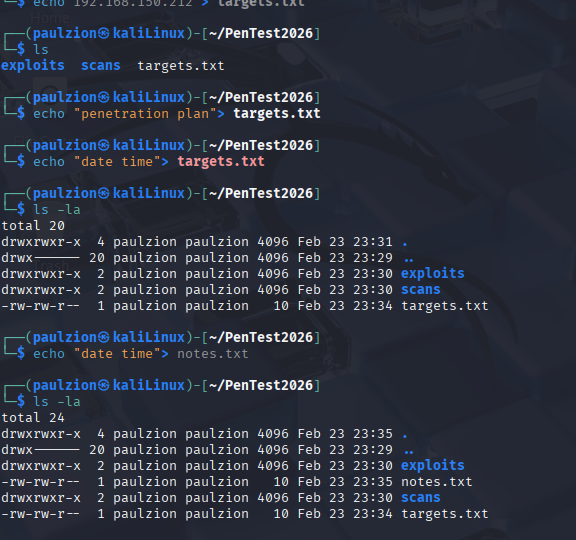 └─$ echo 192.168.150.212 > targets.txt
┌──(paulzion㉿kaliLinux)-[~/PenTest2026]
└─$ ls
exploits scans targets.txt
┌──(paulzion㉿kaliLinux)-[~/PenTest2026]
└─$ echo "penetration plan"> targets.txt
┌──(paulzion㉿kaliLinux)-[~/PenTest2026]
└─$ echo "date time"> targets.txt
┌──(paulzion㉿kaliLinux)-[~/PenTest2026]
└─$ ls -la
total 20
drwxrwxr-x 4 paulzion paulzion 4096 Feb 23 23:31 .
drwx------ 20 paulzion paulzion 4096 Feb 23 23:29 ..
drwxrwxr-x 2 paulzion paulzion 4096 Feb 23 23:30 exploits
drwxrwxr-x 2 paulzion paulzion 4096 Feb 23 23:30 scans
-rw-rw-r-- 1 paulzion paulzion 10 Feb 23 23:34 targets.txt
┌──(paulzion㉿kaliLinux)-[~/PenTest2026]
└─$ echo "date time"> notes.txt
┌──(paulzion㉿kaliLinux)-[~/PenTest2026]
└─$ ls -la
total 24
drwxrwxr-x 4 paulzion paulzion 4096 Feb 23 23:35 .
drwx------ 20 paulzion paulzion 4096 Feb 23 23:29 ..
drwxrwxr-x 2 paulzion paulzion 4096 Feb 23 23:30 exploits
-rw-rw-r-- 1 paulzion paulzion 10 Feb 23 23:35 notes.txt
drwxrwxr-x 2 paulzion paulzion 4096 Feb 23 23:30 scans
-rw-rw-r-- 1 paulzion paulzion 10 Feb 23 23:34 targets.txt